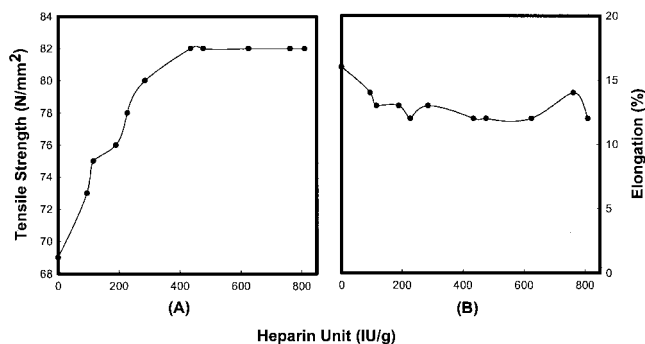 84
82
80
78
76
74
72
70
68
Tensile Strength (N/mm²)
0 200 400 600 800
(A)
20
15
10
5
0
Elongation (%)
0 200 400 600 800
(B)
Heparin Unit (IU/g)